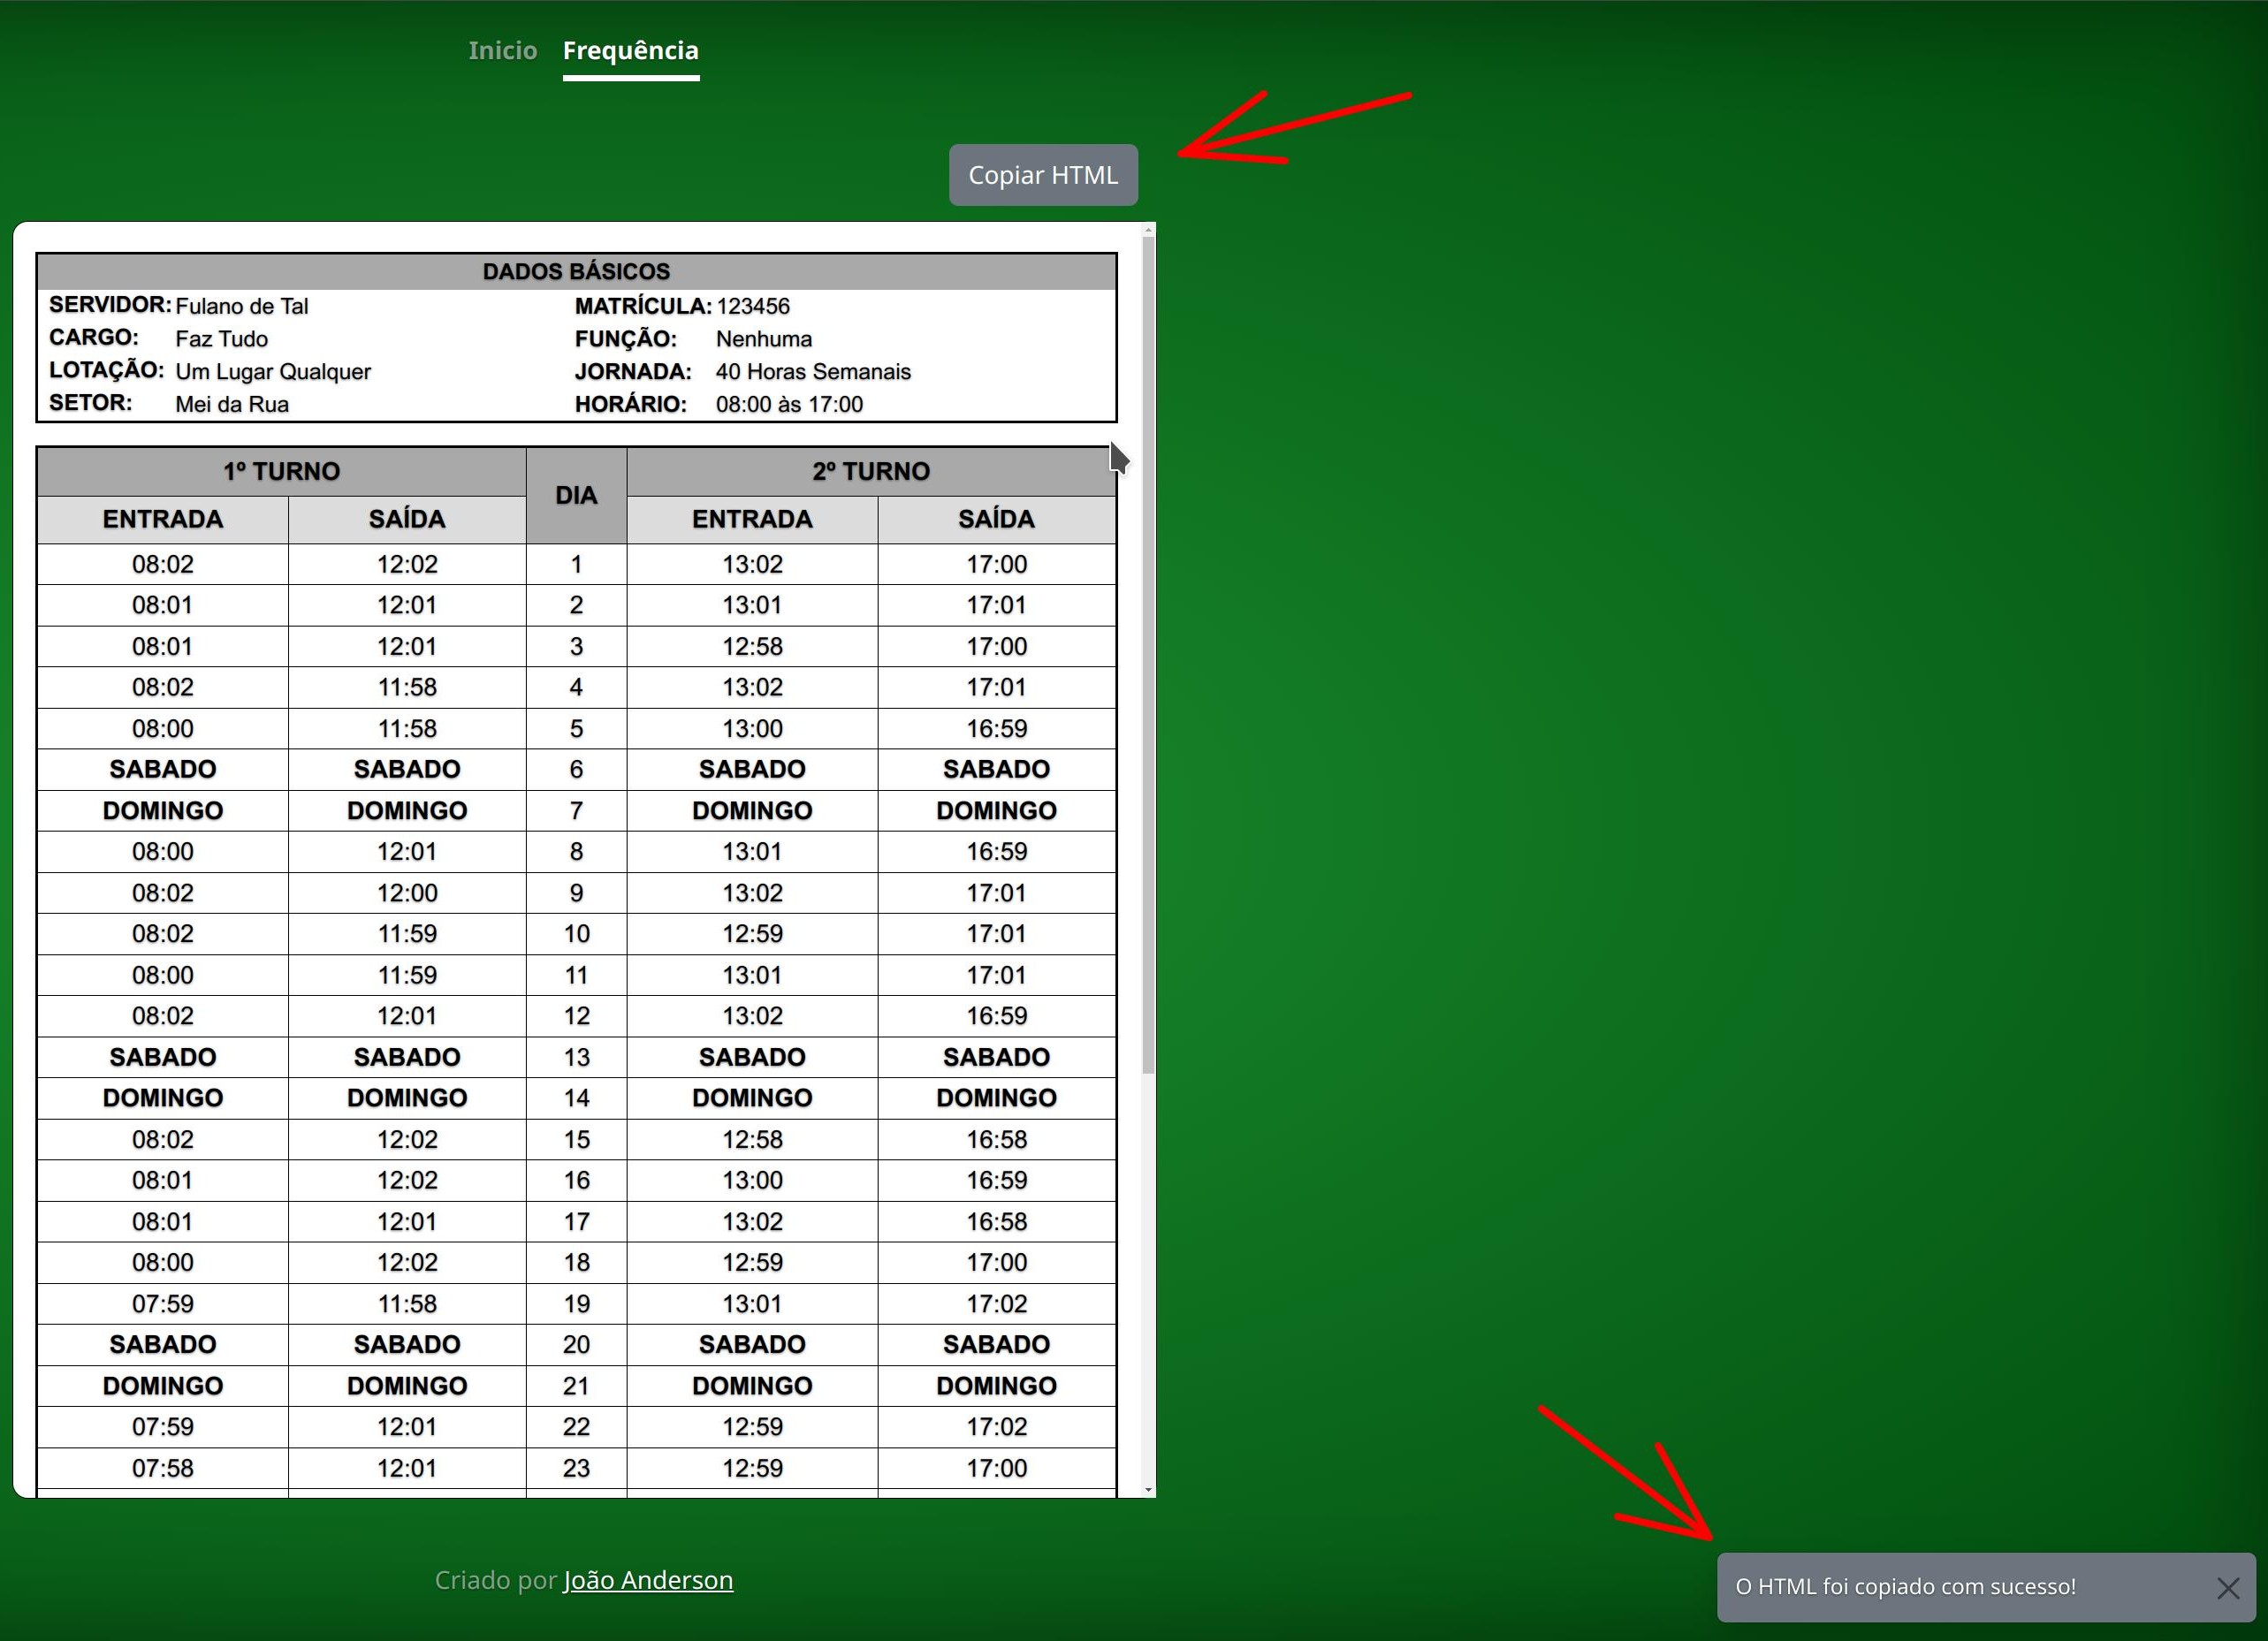 Inicio Frequência
Copiar HTML
DADOS BÁSICOS
SERVIDOR: Fulano de Tal MATRÍCULA: 123456
CARGO: Faz Tudo FUNÇÃO: Nenhuma
LOTAÇÃO: Um Lugar Qualquer JORNADA: 40 Horas Semanais
SETOR: Mei da Rua HORÁRIO: 08:00 às 17:00
1º TURNO DIA 2º TURNO
ENTRADA SAÍDA ENTRADA SAÍDA
08:02 12:02 1 13:02 17:00
08:01 12:01 2 13:01 17:01
08:01 12:01 3 12:58 17:00
08:02 11:58 4 13:02 17:01
08:00 11:58 5 13:00 16:59
SABADO SABADO 6 SABADO SABADO
DOMINGO DOMINGO 7 DOMINGO DOMINGO
08:00 12:01 8 13:01 16:59
08:02 12:00 9 13:02 17:01
08:02 11:59 10 12:59 17:01
08:00 11:59 11 13:01 17:01
08:02 12:01 12 13:02 16:59
SABADO SABADO 13 SABADO SABADO
DOMINGO DOMINGO 14 DOMINGO DOMINGO
08:02 12:02 15 12:58 16:58
08:01 12:02 16 13:00 16:59
08:01 12:01 17 13:02 16:58
08:00 12:02 18 12:59 17:00
07:59 11:58 19 13:01 17:02
SABADO SABADO 20 SABADO SABADO
DOMINGO DOMINGO 21 DOMINGO DOMINGO
07:59 12:01 22 12:59 17:02
07:58 12:01 23 12:59 17:00
Criado por João Anderson
O HTML foi copiado com sucesso!